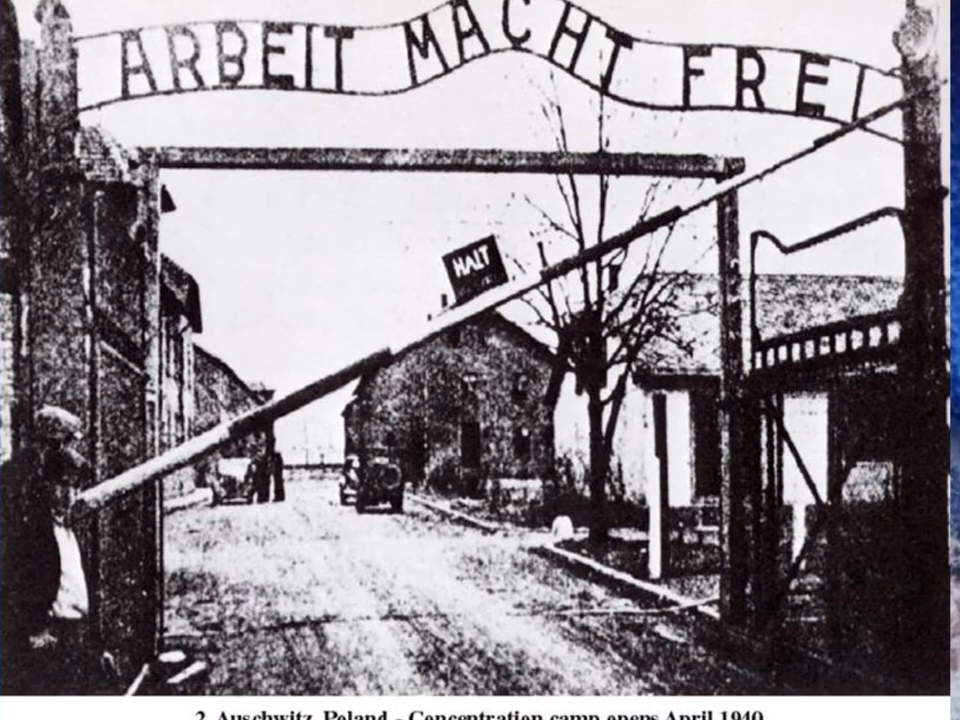 ARBEIT MACHT FREI
HALT
2. Auschwitz, Poland - Concentration camp opens April 1940